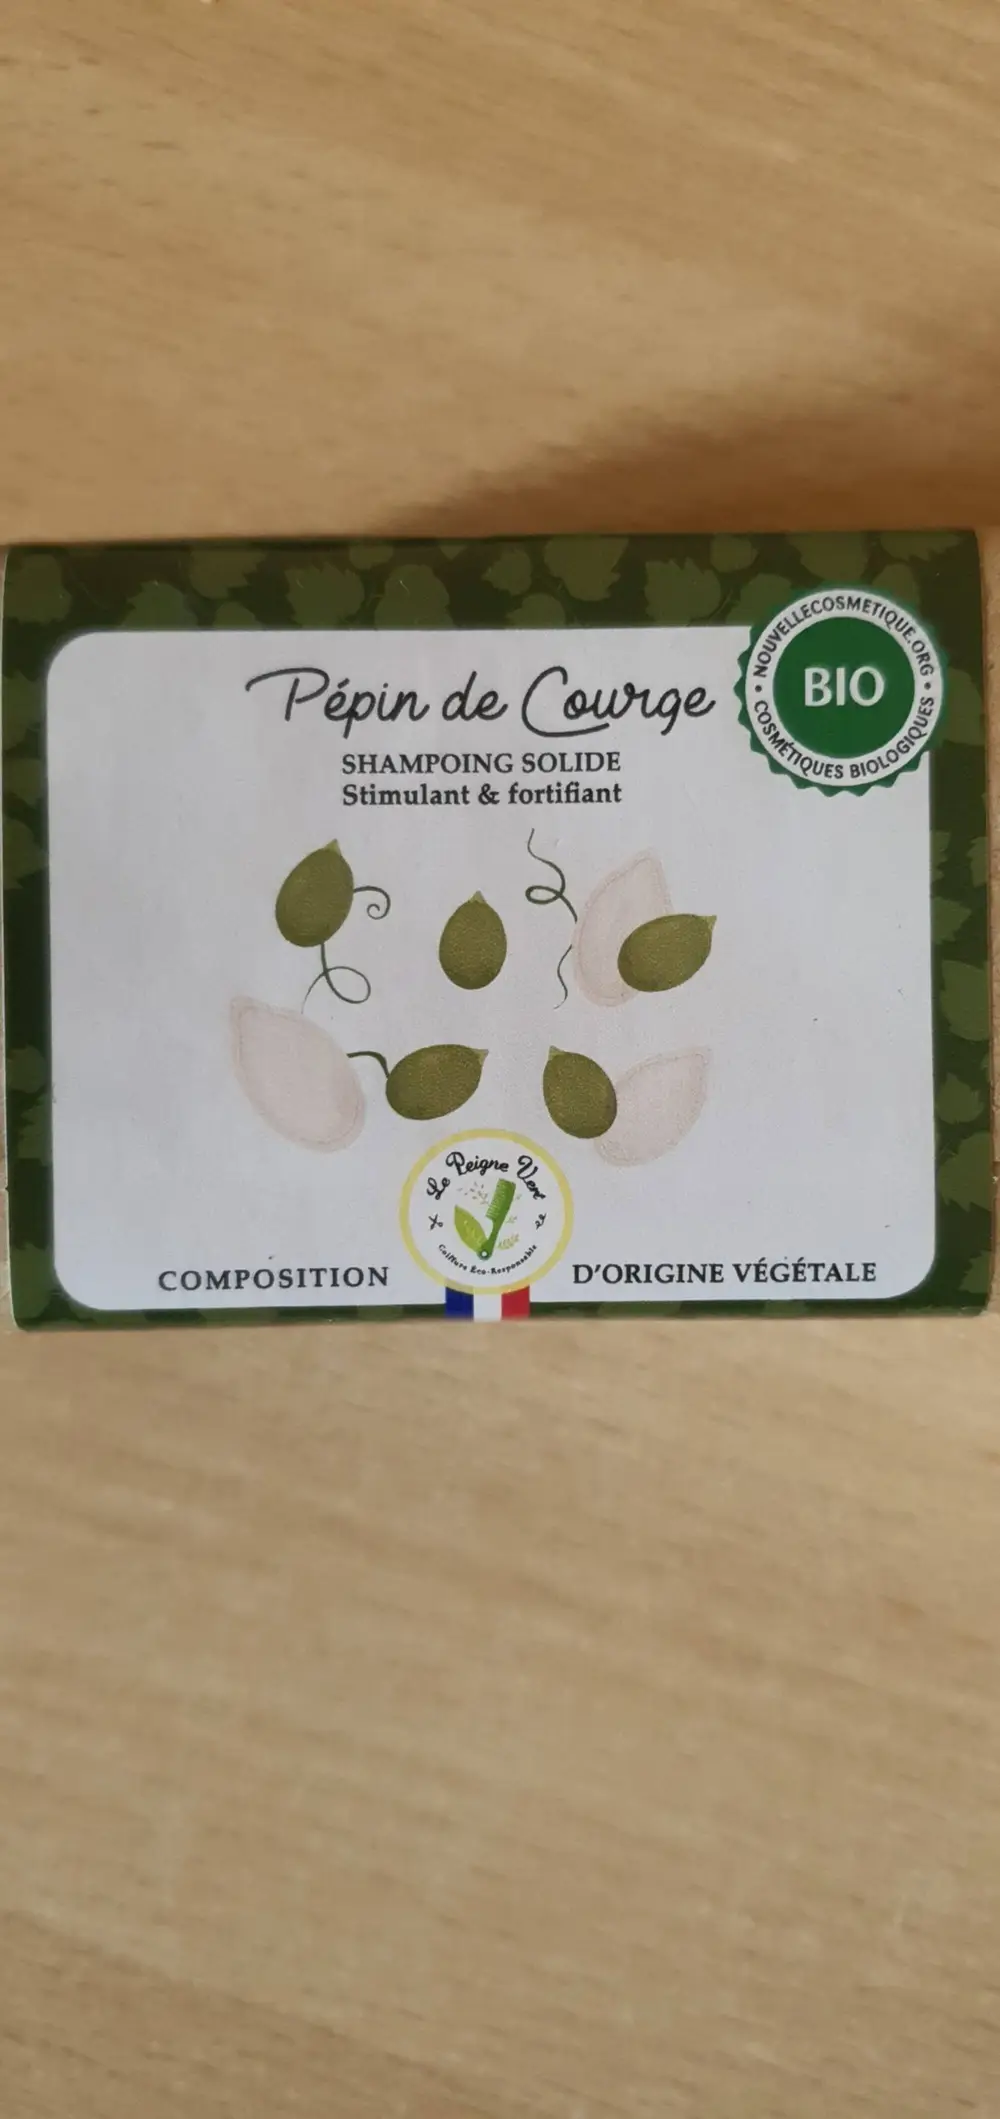 Pépin de Courge
SHAMPOING SOLIDE
Stimulant & fortifiant
• NOUVELLECOSMETIQUE.ORG •
BIO
COSMÉTIQUES BIOLOGIQUES
Le Peigne Vert
Coiffure Éco-Responsable
COMPOSITION
D'ORIGINE VÉGÉTALE